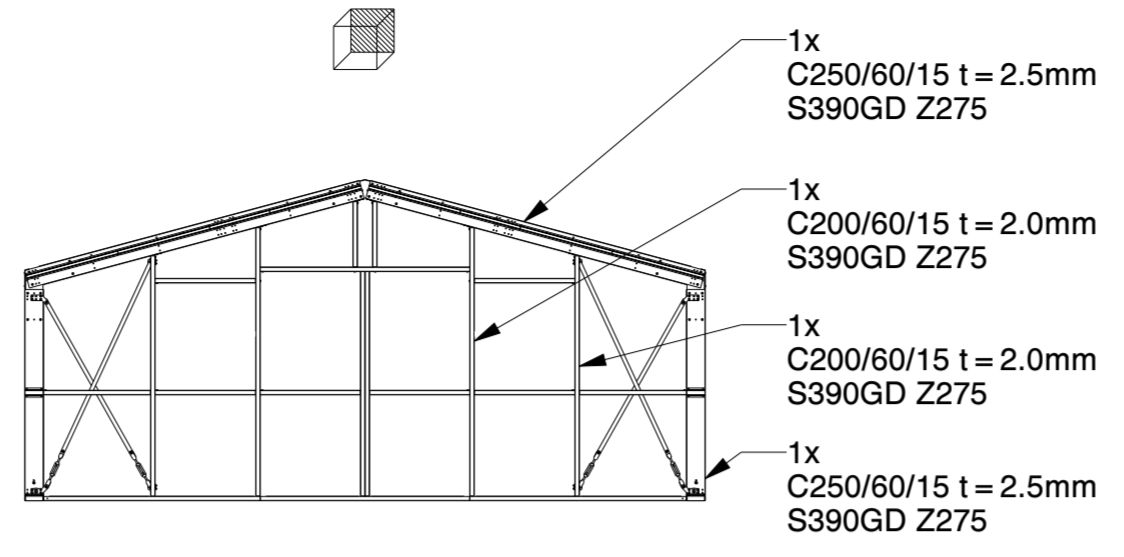 1x
C250/60/15 t = 2.5mm
S390GD Z275
1x
C200/60/15 t = 2.0mm
S390GD Z275
1x
C200/60/15 t = 2.0mm
S390GD Z275
1x
C250/60/15 t = 2.5mm
S390GD Z275